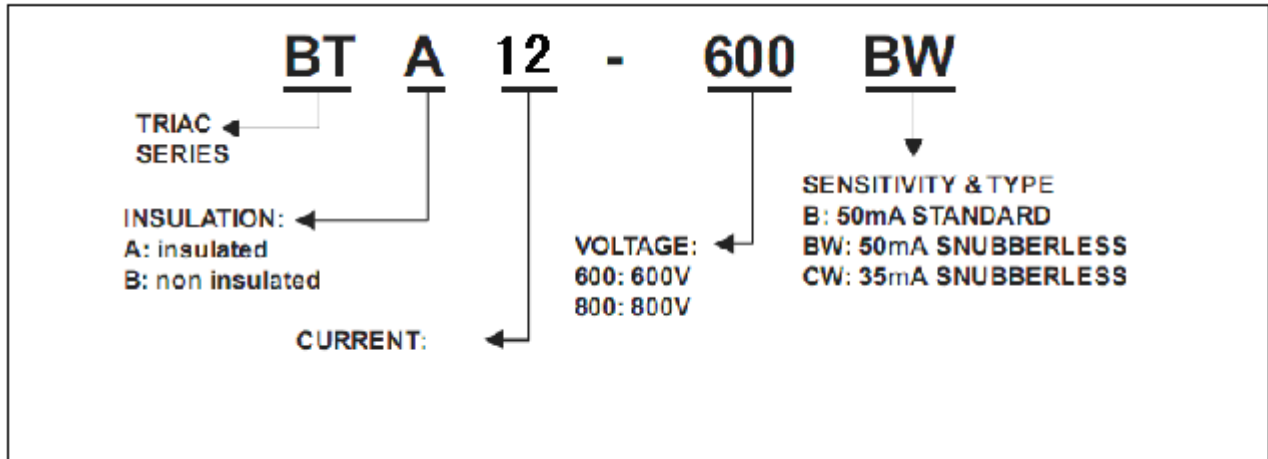 BT A 12 - 600 BW
TRIAC
SERIES
INSULATION:
A: insulated
B: non insulated
CURRENT:
VOLTAGE:
600: 600V
800: 800V
SENSITIVITY & TYPE
B: 50mA STANDARD
BW: 50mA SNUBBERLESS
CW: 35mA SNUBBERLESS